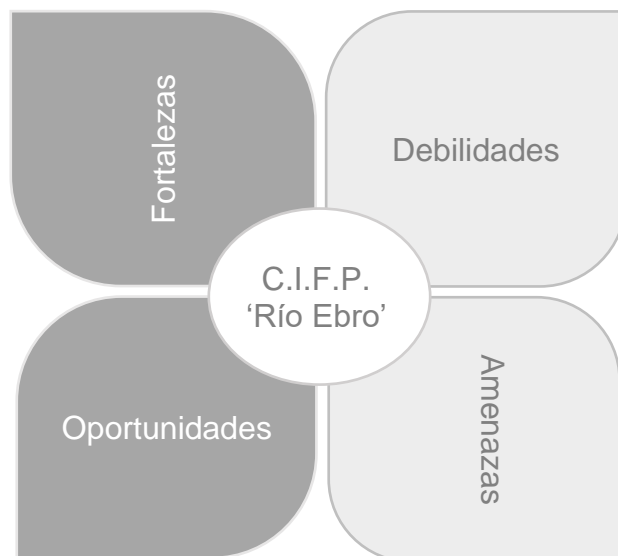 Fortalezas
Debilidades
C.I.F.P.
‘Río Ebro’
Oportunidades
Amenazas